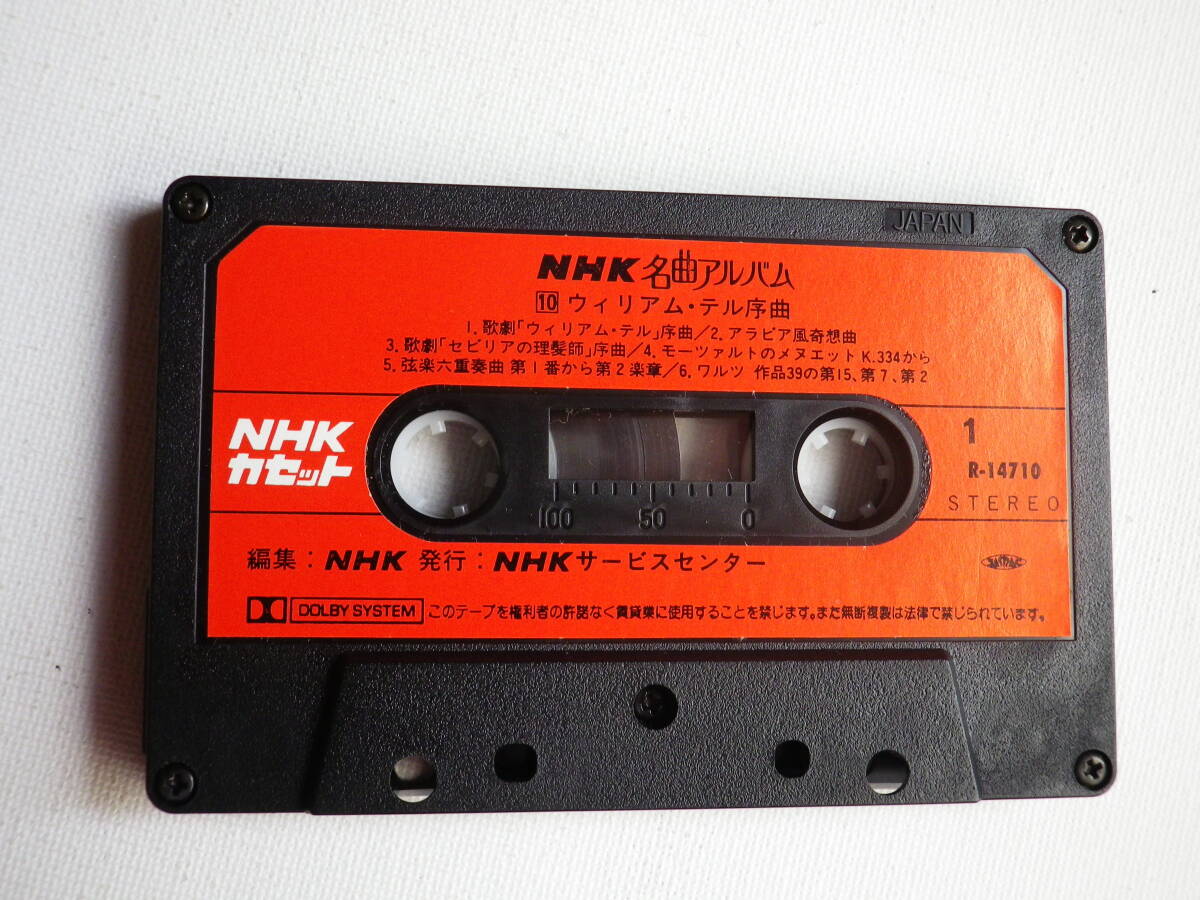 JAPAN
NHK名曲アルバム
10 ウィリアム・テル序曲
1. 歌劇「ウィリアム・テル」序曲/2. アラビア風奇想曲
3. 歌劇「セビリアの理髪師」序曲/4. モーツァルトのメヌエット K.334から
5. 弦楽六重奏曲 第1番から第2楽章/6. ワルツ 作品39の第15、第7、第2
NHK
カセット
1
R-14710
STEREO
100 50 0
編集：NHK 発行：NHKサービスセンター
DOLBY SYSTEM このテープを権利者の許諾なく賃貸業に使用することを禁じます。また無断複製は法律で禁じられています。